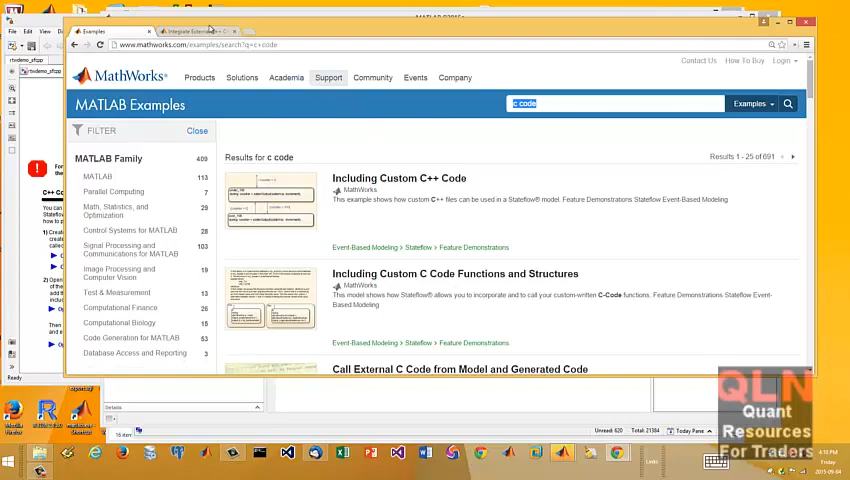 Examples
Integrate External C++ C
www.mathworks.com/examples/search?q=c+code
File Edit
rtwdemo_sfcpp
rtwdemo_sfcpp
Contact Us How To Buy Login
MathWorks®
Products Solutions Academia Support Community Events Company
MATLAB Examples
c code
Examples
FILTER Close
MATLAB Family 409
MATLAB 113
Parallel Computing 7
Math, Statistics, and Optimization 29
Control Systems for MATLAB 30
Signal Processing and Communications for MATLAB 103
Image Processing and Computer Vision 19
Test & Measurement 13
Computational Finance 26
Computational Biology 15
Code Generation for MATLAB 53
Database Access and Reporting 3
Results for c code
Results 1 - 25 of 691
Including Custom C++ Code
MathWorks
This example shows how custom C++ files can be used in a Stateflow® model. Feature Demonstrations Stateflow Event-Based Modeling
Event-Based Modeling > Stateflow > Feature Demonstrations
Including Custom C Code Functions and Structures
MathWorks
This model shows how Stateflow® allows you to incorporate and call your custom-written C-Code functions. Feature Demonstrations Stateflow Event-Based Modeling
Event-Based Modeling > Stateflow > Feature Demonstrations
Call External C Code from Model and Generated Code
Ready
Details
16 item
Unread: 620 Total: 21384 Today Pane
Links
QLN
Quant
Resources
For Traders
4:10 PM
Friday
2015-09-04